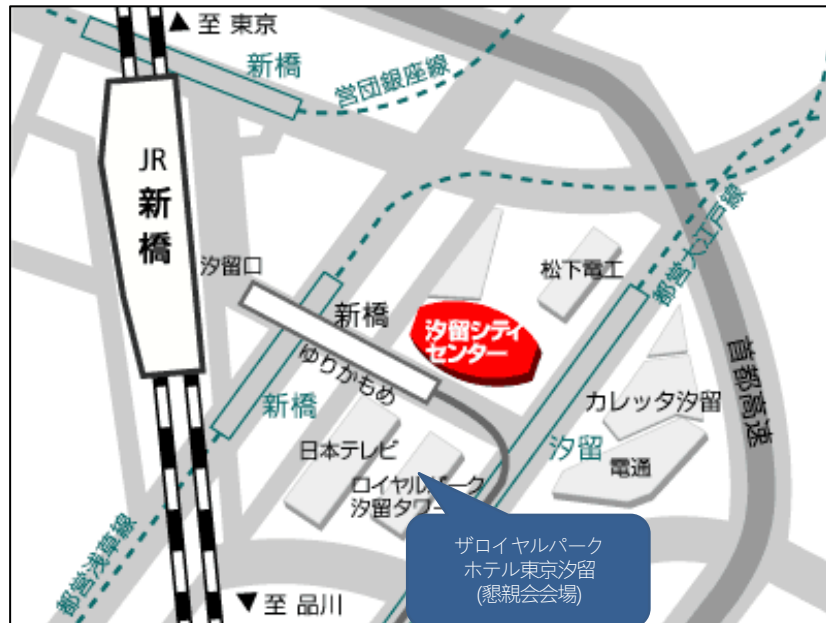 ▲ 至 東京
新橋
営団銀座線
JR
新橋
汐留口
松下電工
都営大江戸線
新橋
汐留シティ
センター
ゆりかもめ
首都高速
新橋
カレッタ汐留
日本テレビ
汐留
電通
ロイヤルパーク
汐留タワー
ザロイヤルパーク
ホテル東京汐留
(懇親会会場)
都営浅草線
▼至 品川